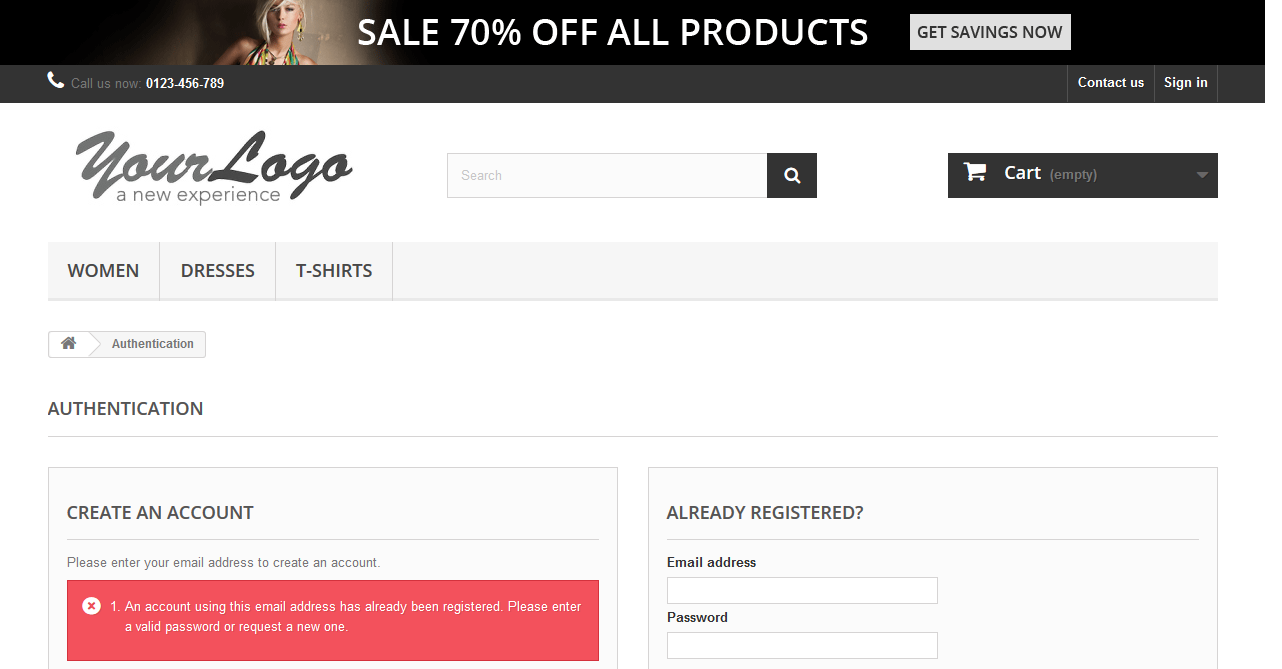 SALE 70% OFF ALL PRODUCTS
GET SAVINGS NOW
Call us now: 0123-456-789
Contact us
Sign in
YourLogo
a new experience
Search
Cart (empty)
WOMEN
DRESSES
T-SHIRTS
Authentication
AUTHENTICATION
CREATE AN ACCOUNT
Please enter your email address to create an account.
1. An account using this email address has already been registered. Please enter
a valid password or request a new one.
ALREADY REGISTERED?
Email address
Password